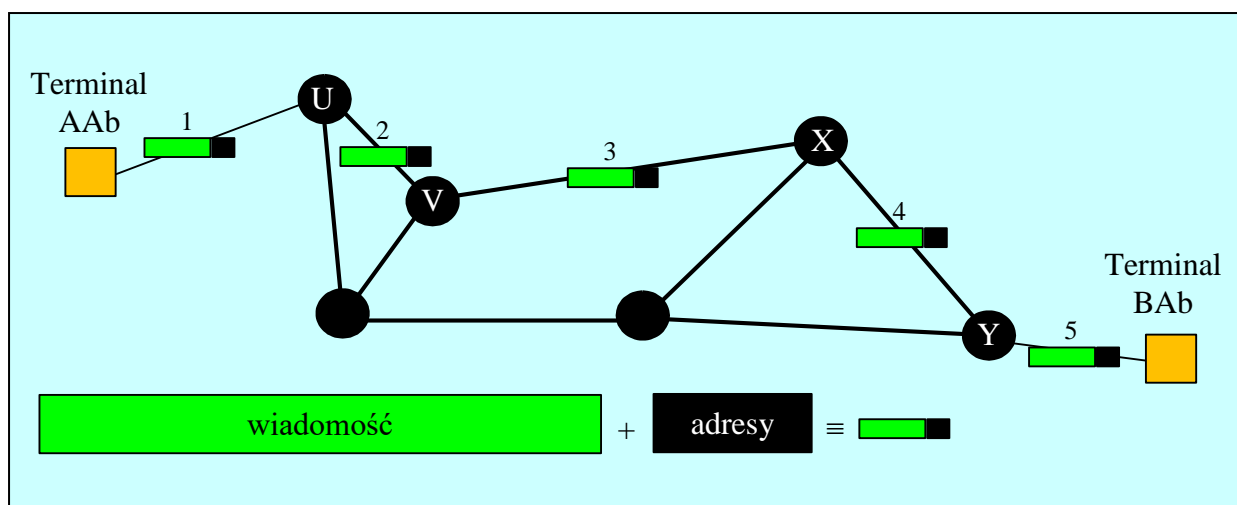 Terminal
AAb
1
U
2
V
3
X
4
Terminal
BAb
Y
5
wiadomość + adresy ≡